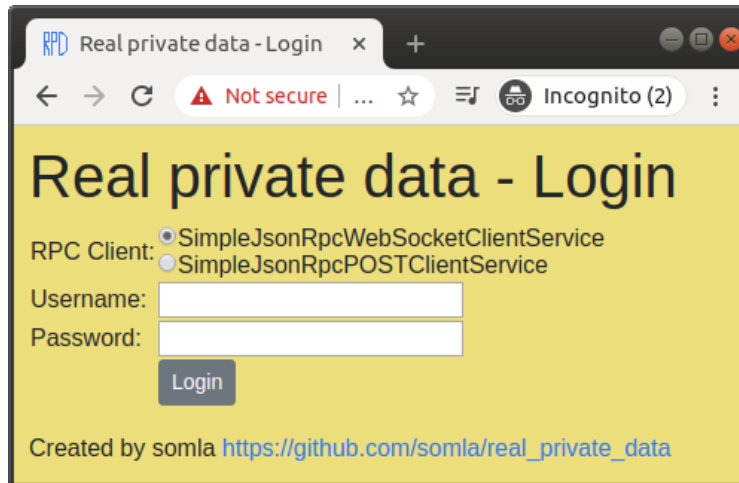 RPD Real private data - Login
Not secure | ... Incognito (2)
Real private data - Login
RPC Client: SimpleJsonRpcWebSocketClientService
SimpleJsonRpcPOSTClientService
Username:
Password:
Login
Created by somla https://github.com/somla/real_private_data